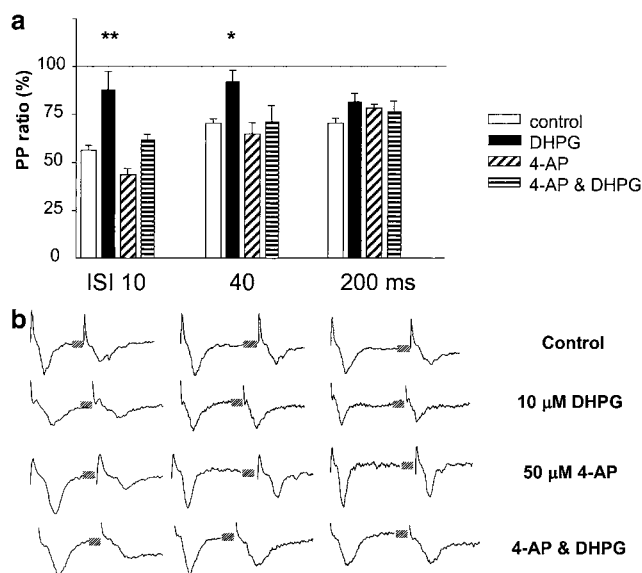 a
** *
PP ratio (%)
100
75
50
25
0
ISI 10 40 200 ms
control
DHPG
4-AP
4-AP & DHPG
b
Control
10 µM DHPG
50 µM 4-AP
4-AP & DHPG